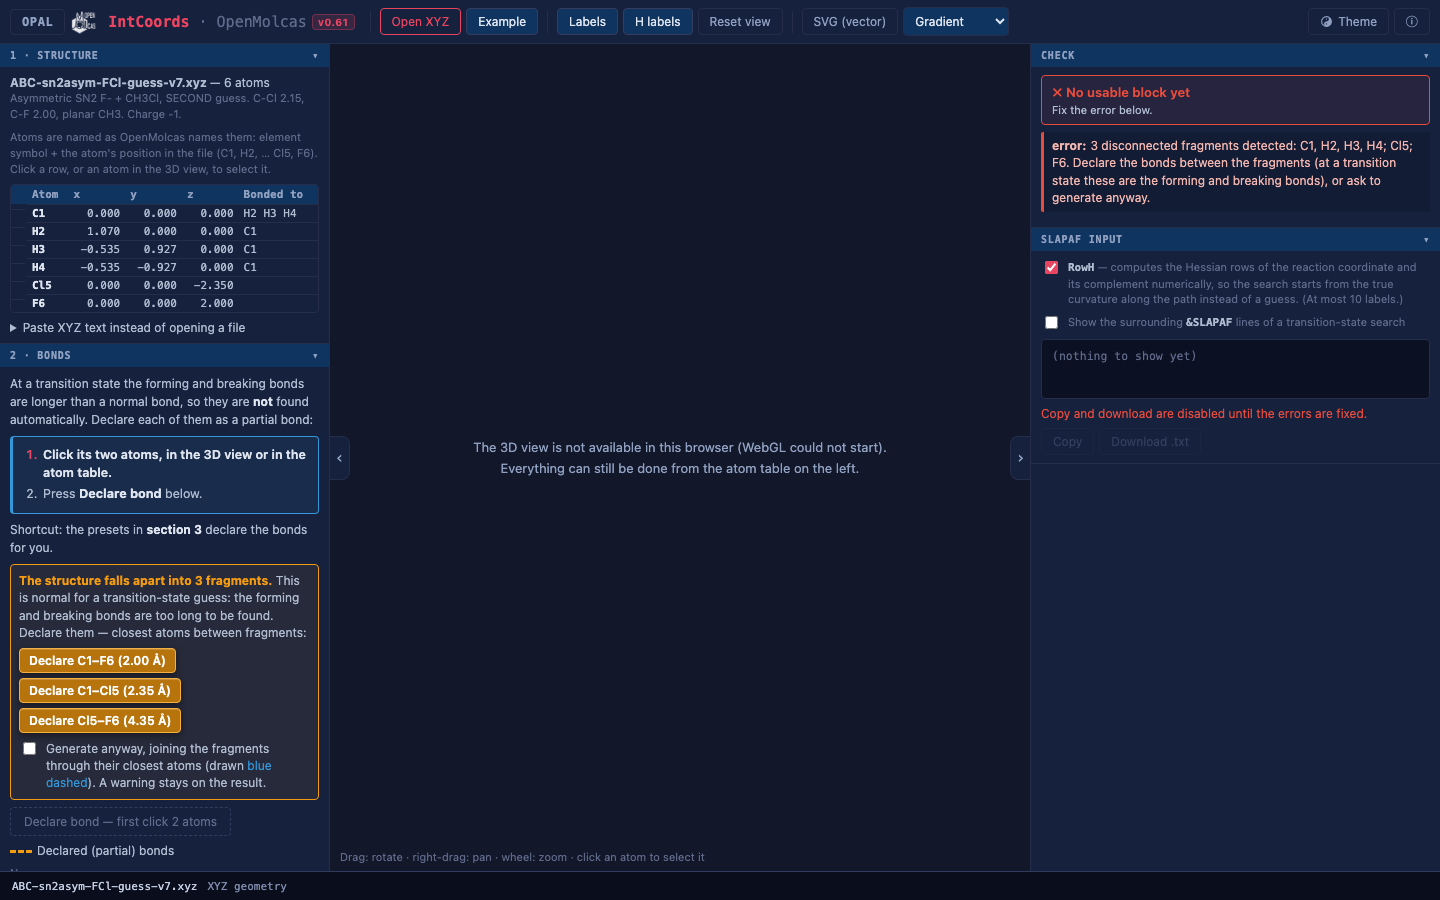 OPAL
OPEN MOLCAS
IntCoords · OpenMolcas v0.61
Open XYZ
Example
Labels
H labels
Reset view
SVG (vector)
Gradient
Theme
1 · STRUCTURE
ABC-sn2asym-FCl-guess-v7.xyz — 6 atoms
Asymmetric SN2 F- + CH3Cl, SECOND guess. C-Cl 2.15,
C-F 2.00, planar CH3. Charge -1.
Atoms are named as OpenMolcas names them: element
symbol + the atom's position in the file (C1, H2, … Cl5, F6).
Click a row, or an atom in the 3D view, to select it.
Atom x y z Bonded to
C1 0.000 0.000 0.000 H2 H3 H4
H2 1.070 0.000 0.000 C1
H3 −0.535 0.927 0.000 C1
H4 −0.535 −0.927 0.000 C1
Cl5 0.000 0.000 −2.350
F6 0.000 0.000 2.000
Paste XYZ text instead of opening a file
2 · BONDS
At a transition state the forming and breaking bonds
are longer than a normal bond, so they are not found
automatically. Declare each of them as a partial bond:
1. Click its two atoms, in the 3D view or in the
atom table.
2. Press Declare bond below.
Shortcut: the presets in section 3 declare the bonds
for you.
The structure falls apart into 3 fragments. This
is normal for a transition-state guess: the forming
and breaking bonds are too long to be found.
Declare them — closest atoms between fragments:
Declare C1–F6 (2.00 Å)
Declare C1–Cl5 (2.35 Å)
Declare Cl5–F6 (4.35 Å)
Generate anyway, joining the fragments
through their closest atoms (drawn blue
dashed). A warning stays on the result.
Declare bond — first click 2 atoms
Declared (partial) bonds
The 3D view is not available in this browser (WebGL could not start).
Everything can still be done from the atom table on the left.
Drag: rotate · right-drag: pan · wheel: zoom · click an atom to select it
CHECK
✕ No usable block yet
Fix the error below.
error: 3 disconnected fragments detected: C1, H2, H3, H4; Cl5;
F6. Declare the bonds between the fragments (at a transition
state these are the forming and breaking bonds), or ask to
generate anyway.
SLAPAF INPUT
RowH — computes the Hessian rows of the reaction coordinate and
its complement numerically, so the search starts from the true
curvature along the path instead of a guess. (At most 10 labels.)
Show the surrounding &SLAPAF lines of a transition-state search
(nothing to show yet)
Copy and download are disabled until the errors are fixed.
Copy
Download .txt
ABC-sn2asym-FCl-guess-v7.xyz XYZ geometry